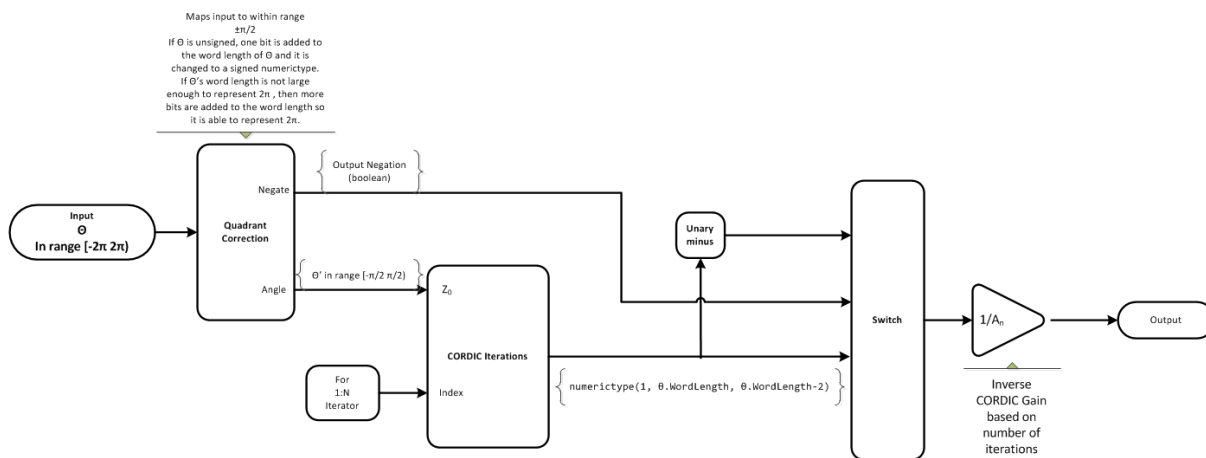 Maps input to within range
±π/2
If Θ is unsigned, one bit is added to
the word length of Θ and it is
changed to a signed numerictype.
If Θ's word length is not large
enough to represent 2π , then more
bits are added to the word length so
it is able to represent 2π.
Output Negation
(boolean)
Negate
Input
Θ
In range [-2π 2π)
Quadrant
Correction
Unary
minus
Θ' in range [-π/2 π/2)
Angle
Z₀
Switch
1/Aₙ
Output
CORDIC Iterations
For
1:N
Iterator
Index
numerictype(1, θ.WordLength, θ.WordLength-2)
Inverse
CORDIC Gain
based on
number of
iterations